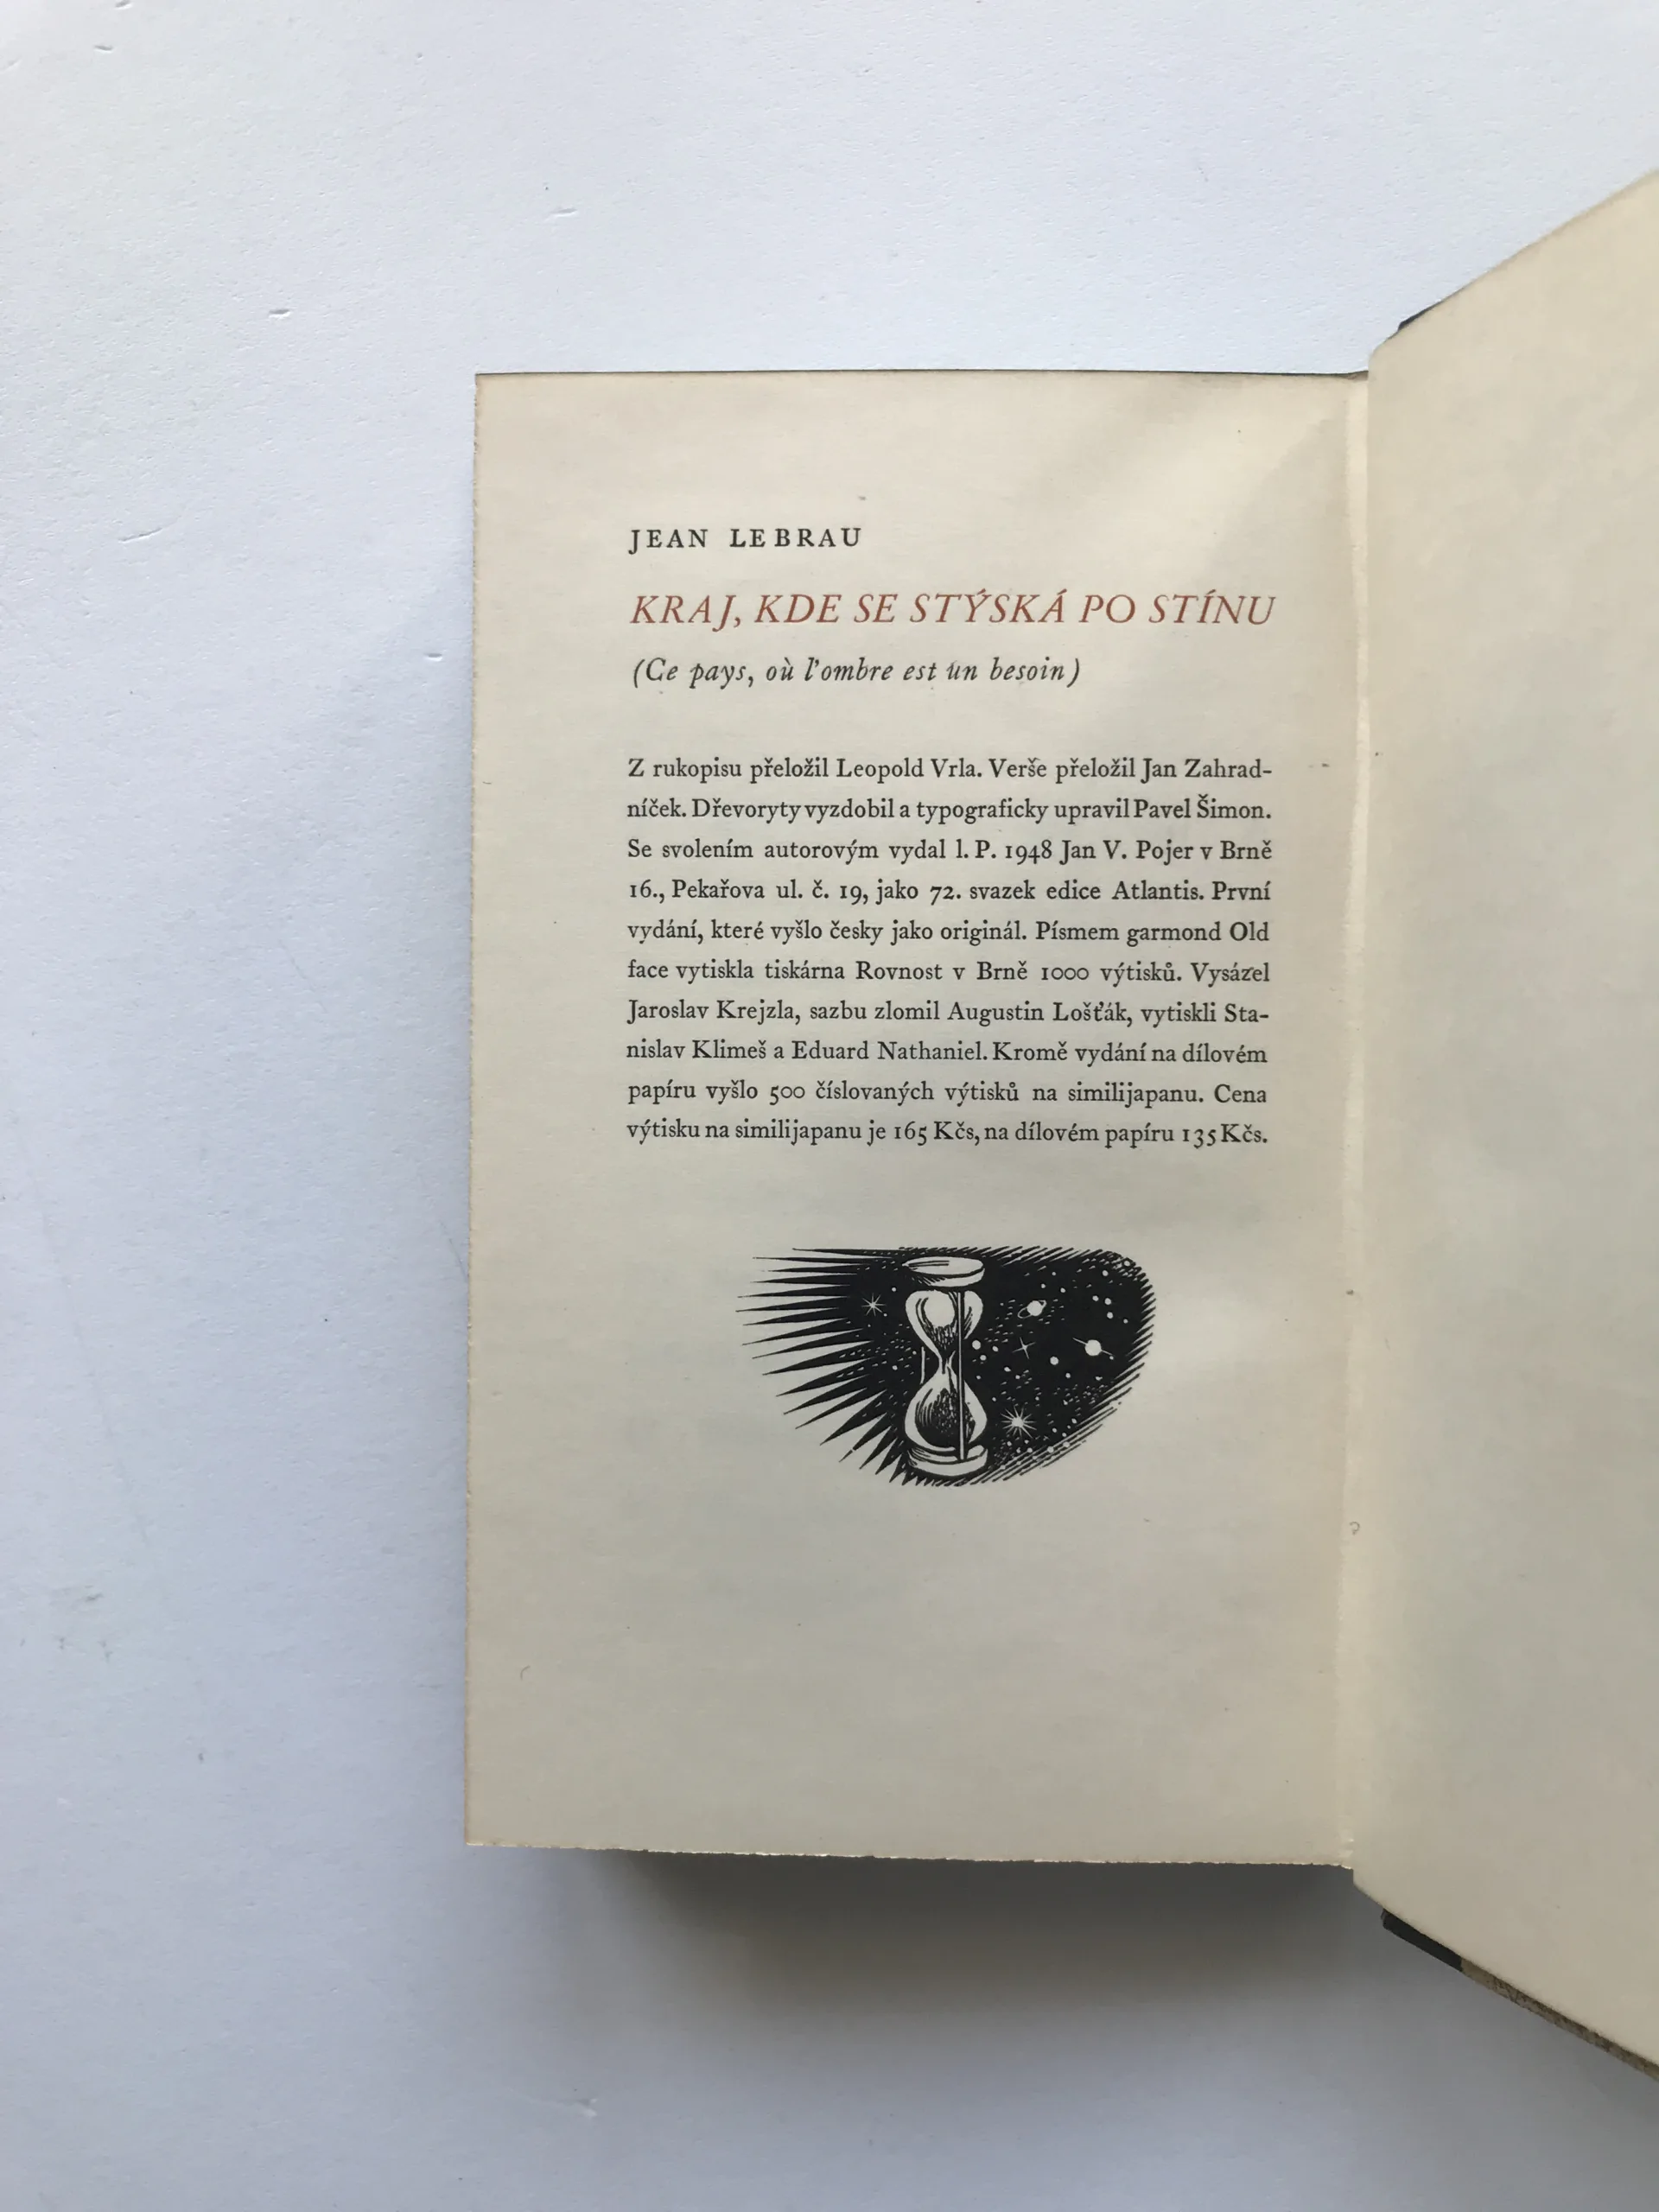 JEAN LEBRAU
KRAJ, KDE SE STÝSKÁ PO STÍNU
(Ce pays, où l'ombre est un besoin)
Z rukopisu přeložil Leopold Vrla. Verše přeložil Jan Zahrad-
níček. Dřevoryty vyzdobil a typograficky upravil Pavel Šimon.
Se svolením autorovým vydal l. P. 1948 Jan V. Pojer v Brně
16., Pekařova ul. č. 19, jako 72. svazek edice Atlantis. První
vydání, které vyšlo česky jako originál. Písmem garmond Old
face vytiskla tiskárna Rovnost v Brně 1000 výtisků. Vysázel
Jaroslav Krejzla, sazbu zlomil Augustin Lošťák, vytiskli Sta-
nislav Klimeš a Eduard Nathaniel. Kromě vydání na dílovém
papíru vyšlo 500 číslovaných výtisků na similijapanu. Cena
výtisku na similijapanu je 165 Kčs, na dílovém papíru 135 Kčs.